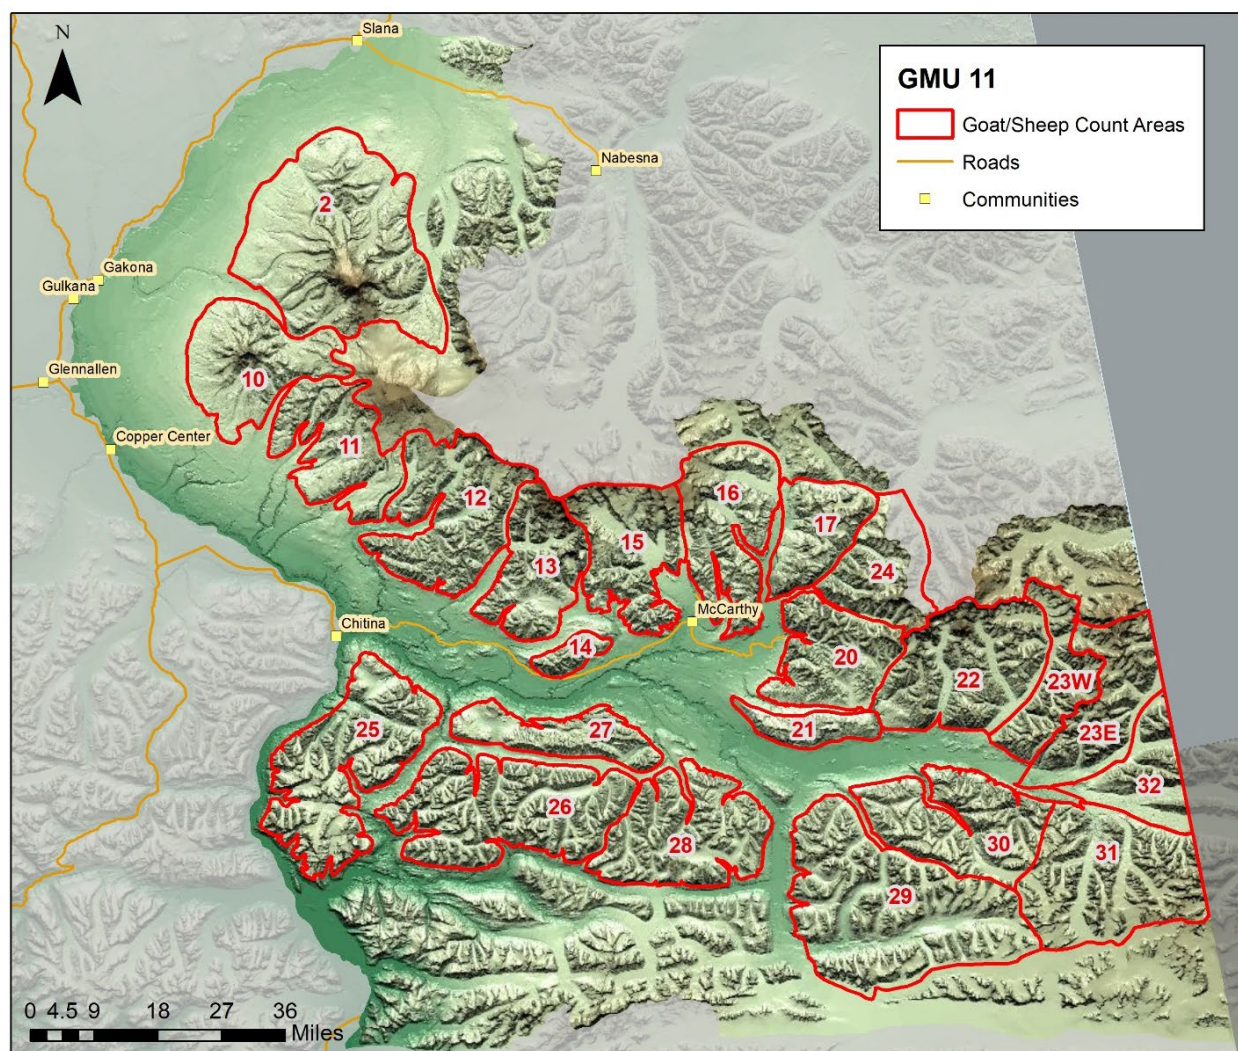 N
Slana
Nabesna
GMU 11
Goat/Sheep Count Areas
Roads
Communities
2
Gakona
Gulkana
Glennallen
10
Copper Center
11
12
16
13
15
17
24
McCarthy
Chitina
14
20
22
23W
25
27
21
23E
32
26
28
30
31
29
0 4.5 9 18 27 36
Miles